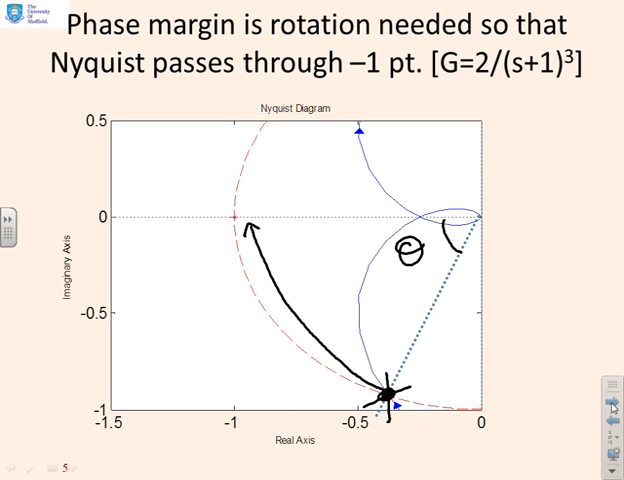 The
University
Of
Sheffield.
Phase margin is rotation needed so that
Nyquist passes through –1 pt. [G=2/(s+1)³]
Nyquist Diagram
0.5
0
-0.5
-1
Imaginary Axis
-1.5
-1
-0.5
0
Real Axis
5